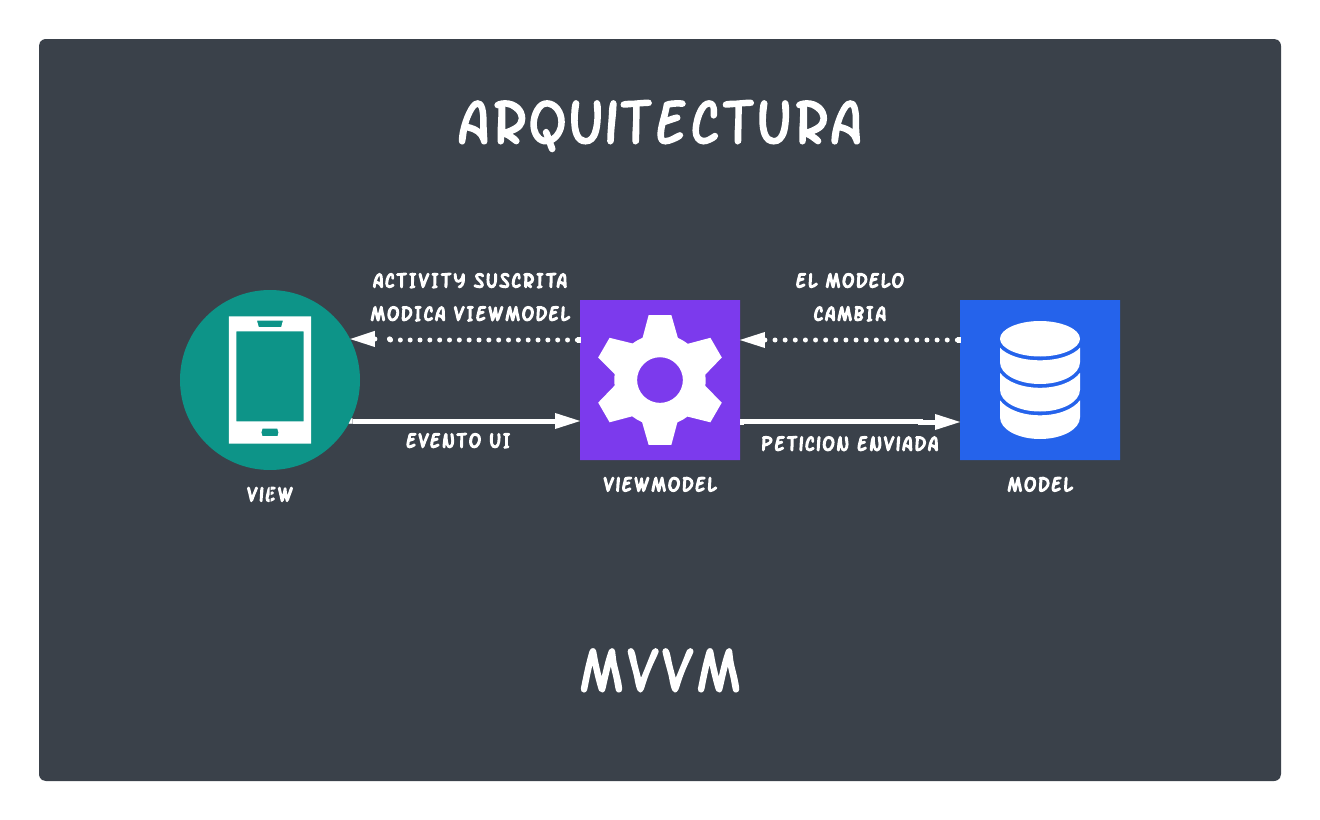 ARQUITECTURA
ACTIVITY SUSCRITA
MODICA VIEWMODEL
EL MODELO
CAMBIA
EVENTO UI
PETICION ENVIADA
VIEW
VIEWMODEL
MODEL
MVVM